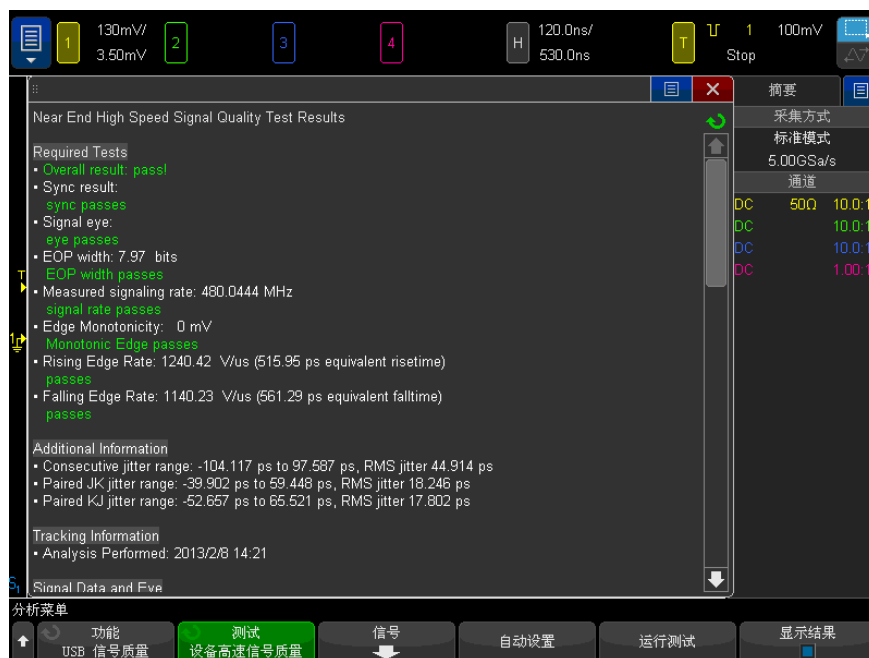 1 130mV/ 3.50mV 2 3 4 H 120.0ns/ 530.0ns T 1 100mV Stop
Near End High Speed Signal Quality Test Results
Required Tests
• Overall result: pass!
• Sync result:
sync passes
• Signal eye:
eye passes
• EOP width: 7.97 bits
EOP width passes
• Measured signaling rate: 480.0444 MHz
signal rate passes
• Edge Monotonicity: 0 mV
Monotonic Edge passes
• Rising Edge Rate: 1240.42 V/us (515.95 ps equivalent risetime)
passes
• Falling Edge Rate: 1140.23 V/us (561.29 ps equivalent falltime)
passes
Additional Information
• Consecutive jitter range: -104.117 ps to 97.587 ps, RMS jitter 44.914 ps
• Paired JK jitter range: -39.902 ps to 59.448 ps, RMS jitter 18.246 ps
• Paired KJ jitter range: -52.657 ps to 65.521 ps, RMS jitter 17.802 ps
Tracking Information
• Analysis Performed: 2013/2/8 14:21
Signal Data and Eye
摘要
采集方式
标准模式
5.00GSa/s
通道
DC 50Ω 10.0:1
DC 10.0:1
DC 10.0:1
DC 1.00:1
T
1
S1
分析菜单
功能
USB 信号质量
测试
设备高速信号质量
信号
自动设置
运行测试
显示结果